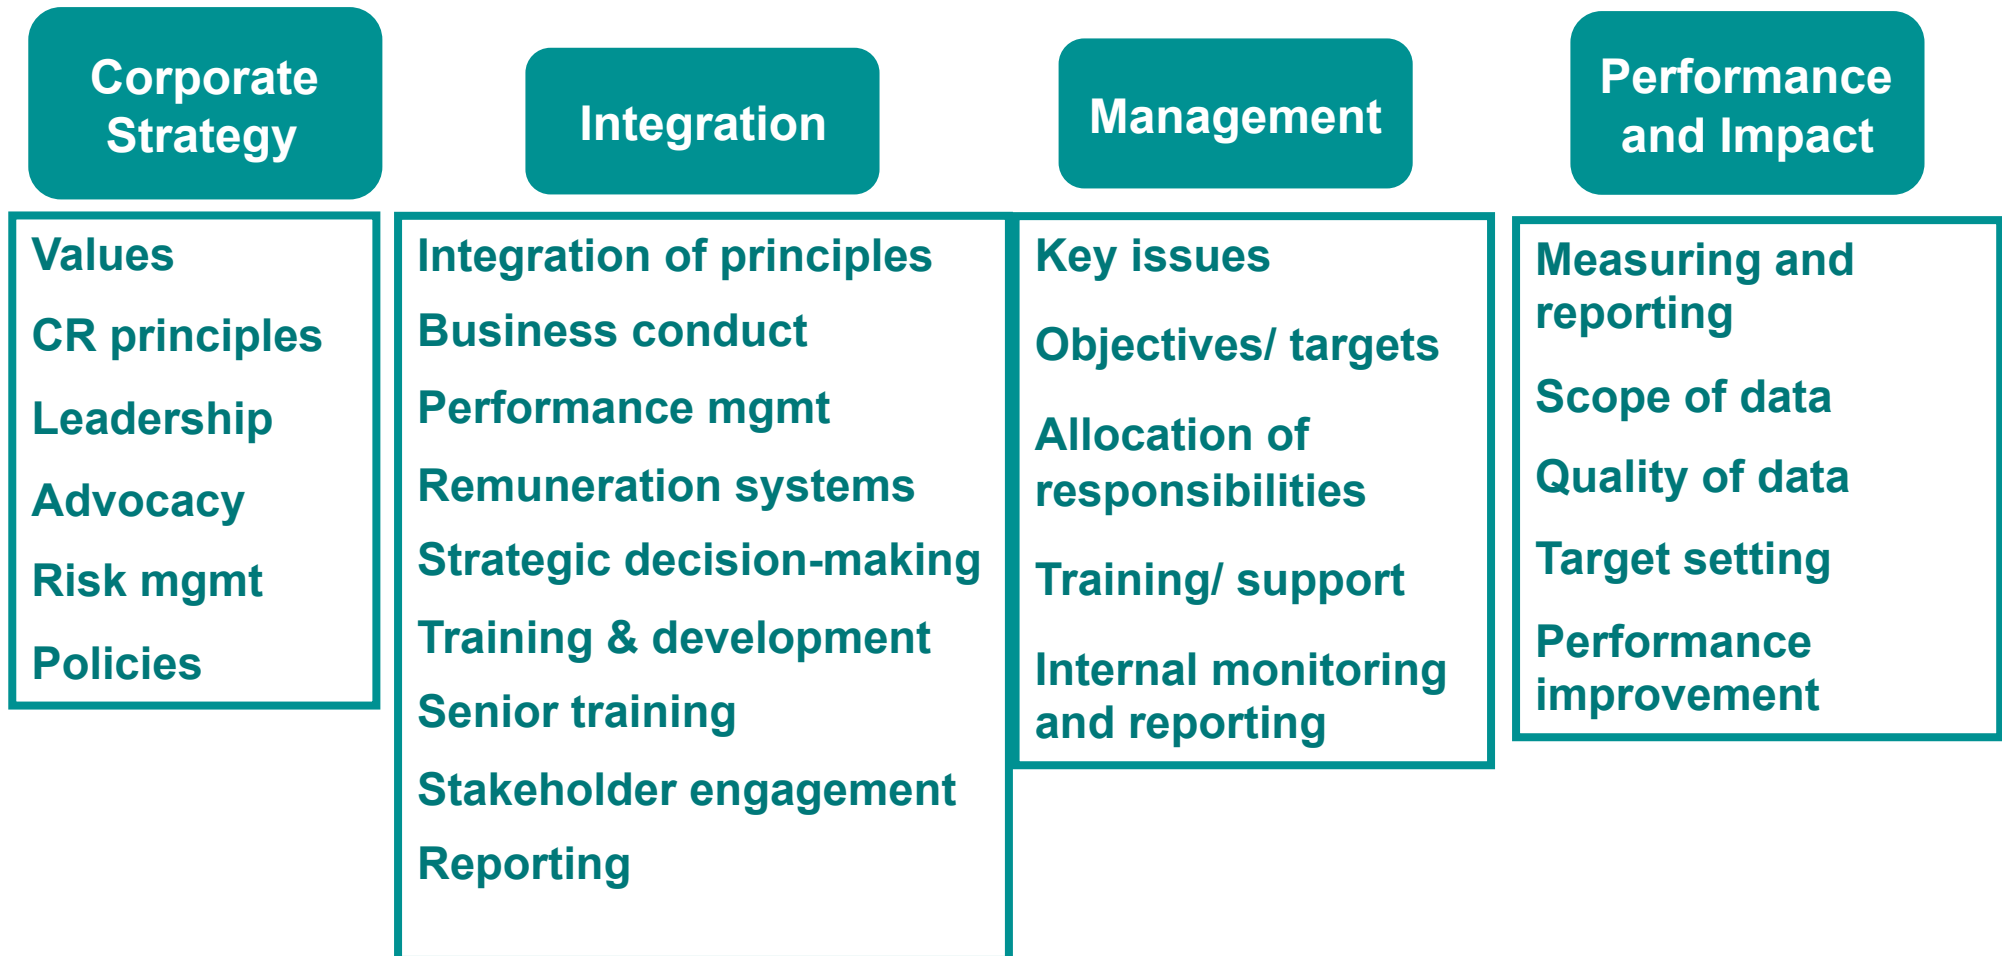 Corporate
Strategy
Values
CR principles
Leadership
Advocacy
Risk mgmt
Policies
Integration
Integration of principles
Business conduct
Performance mgmt
Remuneration systems
Strategic decision-making
Training & development
Senior training
Stakeholder engagement
Reporting
Management
Key issues
Objectives/ targets
Allocation of
responsibilities
Training/ support
Internal monitoring
and reporting
Performance
and Impact
Measuring and
reporting
Scope of data
Quality of data
Target setting
Performance
improvement